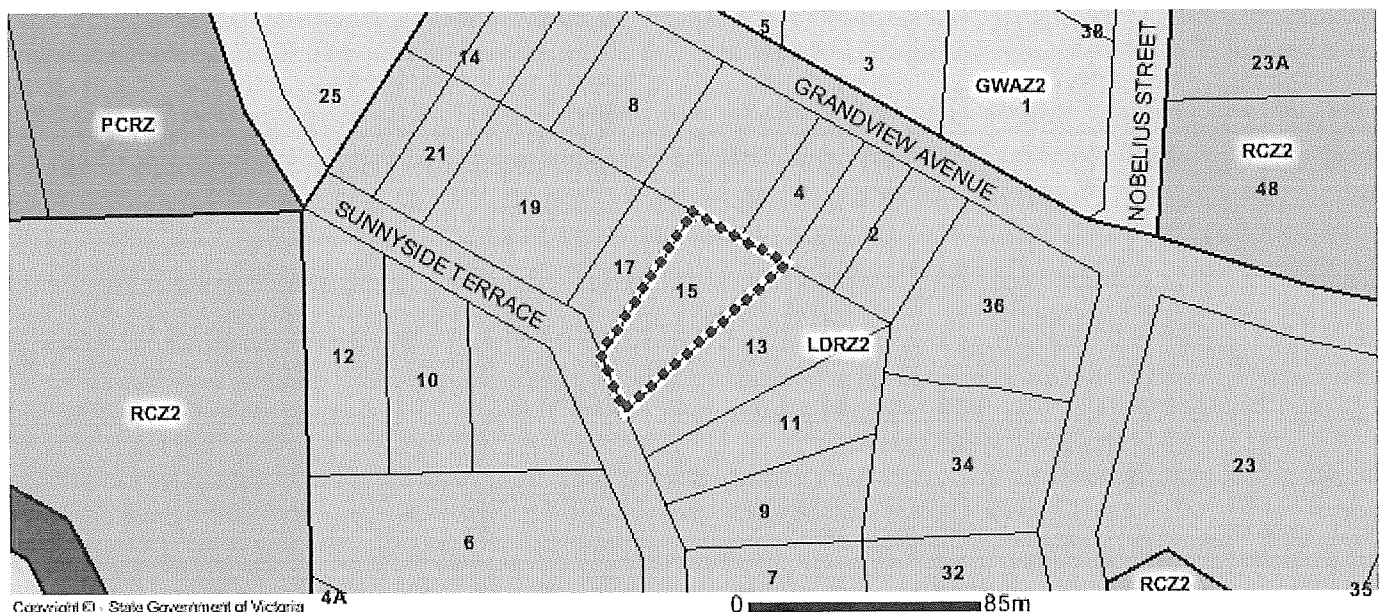 5
38
3
14
25
8
GRANDVIEW AVENUE
GWAZ2
1
NOBELIUS STREET
23A
PCRZ
RCZ2
48
21
4
19
SUNNYSIDE TERRACE
2
17
15
36
12
10
13
LDRZ2
RCZ2
11
34
23
9
6
7
32
RCZ2
35
4A
Copyright © - State Government of Victoria
0
85m